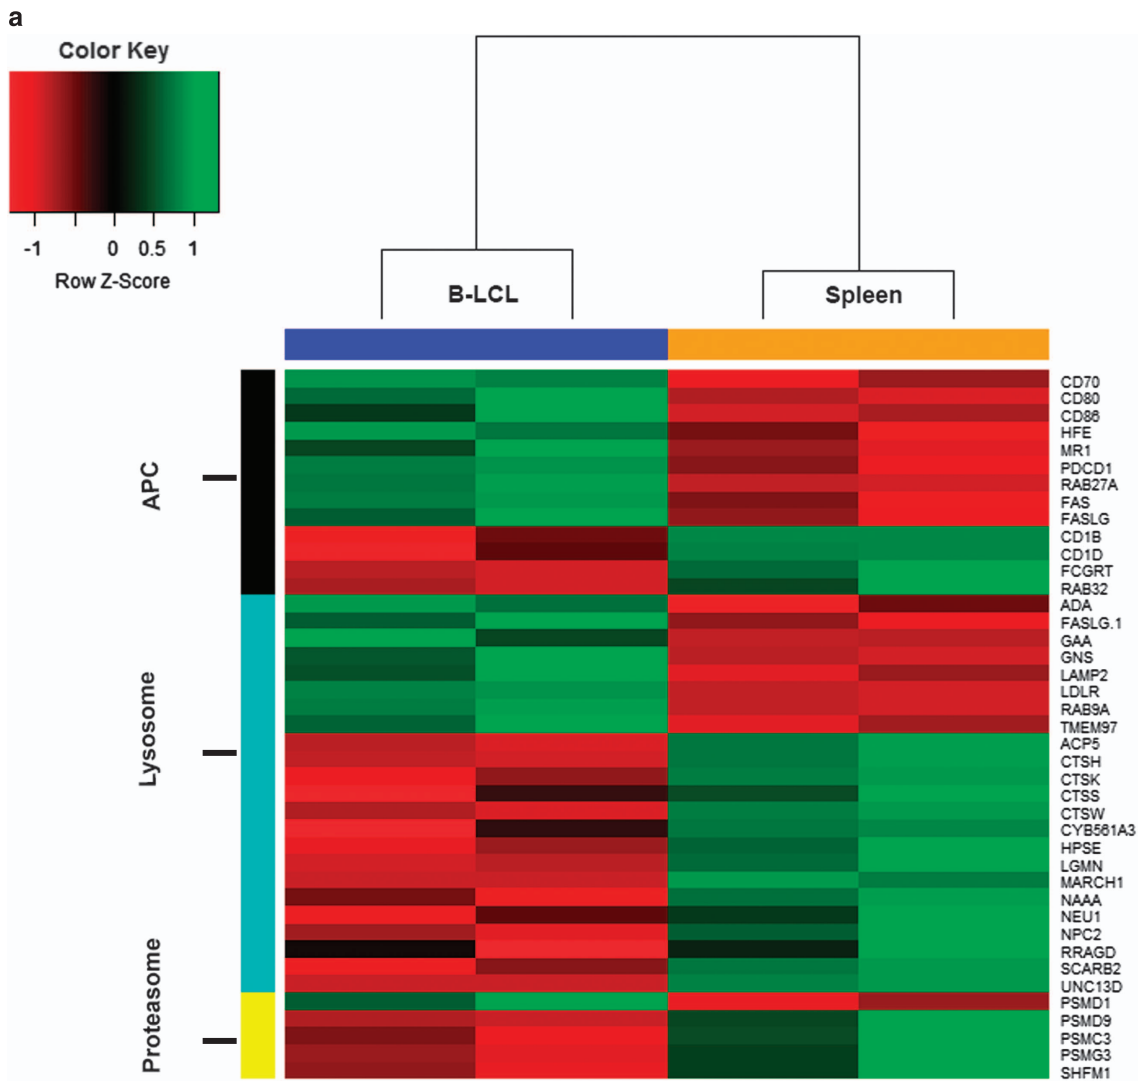 a
Color Key
-1 0 0.5 1
Row Z-Score
B-LCL
Spleen
APC
Lysosome
Proteasome
CD70
CD80
CD86
HFE
MR1
PDCD1
RAB27A
FAS
FASLG
CD1B
CD1D
FCGRT
RAB32
ADA
FASLG.1
GAA
GNS
LAMP2
LDLR
RAB9A
TMEM97
ACP5
CTSH
CTSK
CTSS
CTSW
CYB561A3
HPSE
LGMN
MARCH1
NAAA
NEU1
NPC2
RRAGD
SCARB2
UNC13D
PSMD1
PSMD9
PSMC3
PSMG3
SHFM1